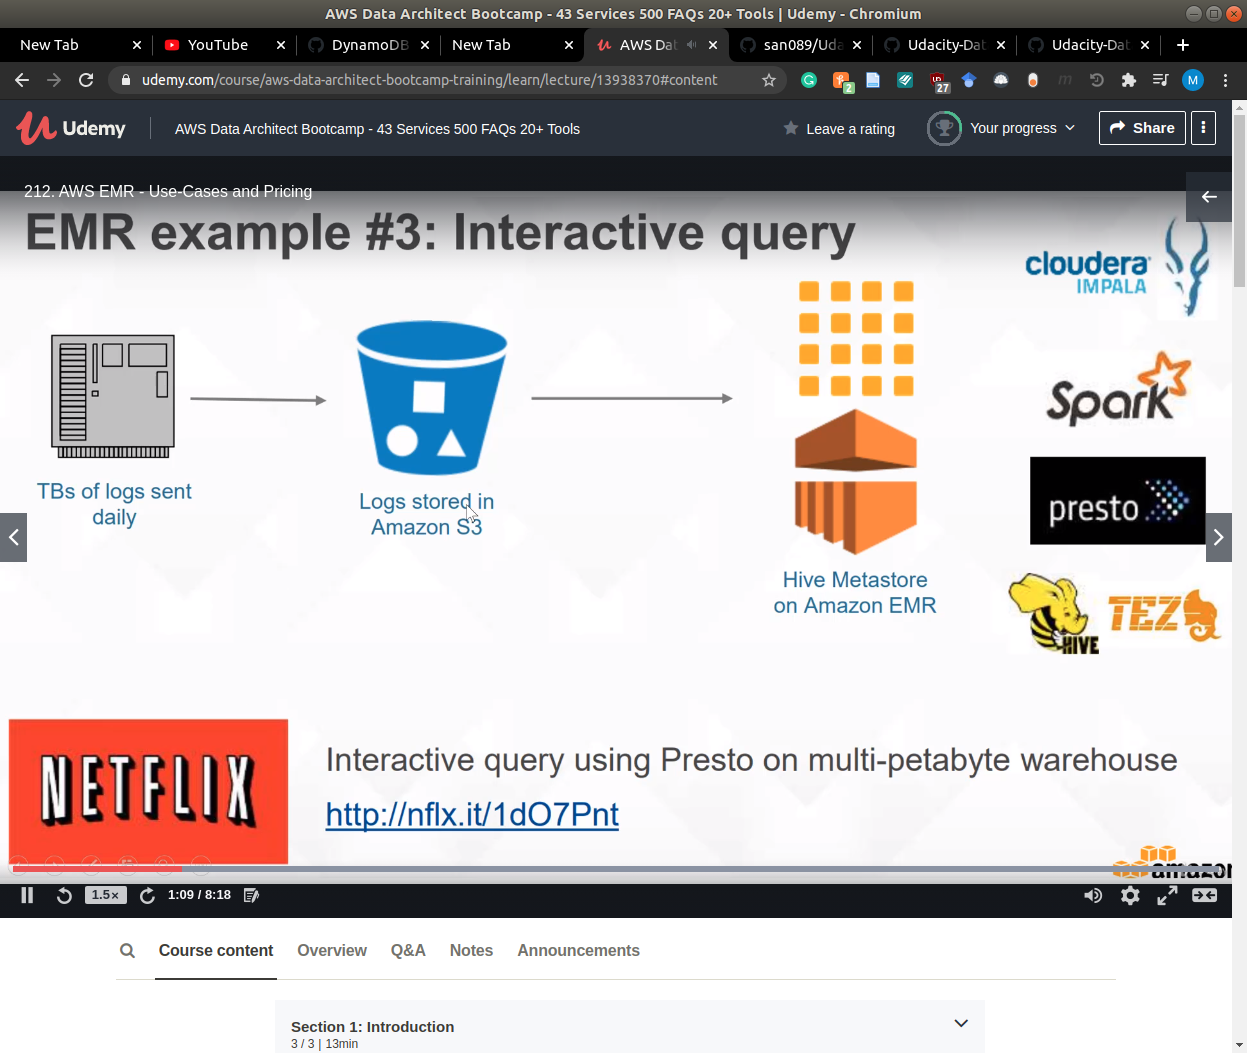 AWS Data Architect Bootcamp - 43 Services 500 FAQs 20+ Tools | Udemy - Chromium
New Tab
YouTube
DynamoDB
New Tab
AWS Dat
san089/Uda
Udacity-Dat
Udacity-Dat
udemy.com/course/aws-data-architect-bootcamp-training/learn/lecture/13938370#content
2
27
m
M
Udemy
AWS Data Architect Bootcamp - 43 Services 500 FAQs 20+ Tools
Leave a rating
Your progress
Share
212. AWS EMR - Use-Cases and Pricing
EMR example #3: Interactive query
cloudera
IMPALA
Spark
presto
HIVE
TEZ
TBs of logs sent
daily
Logs stored in
Amazon S3
Hive Metastore
on Amazon EMR
NETFLIX
Interactive query using Presto on multi-petabyte warehouse
http://nflx.it/1dO7Pnt
amazon
1.5×
1:09 / 8:18
Course content
Overview
Q&A
Notes
Announcements
Section 1: Introduction
3 / 3 | 13min